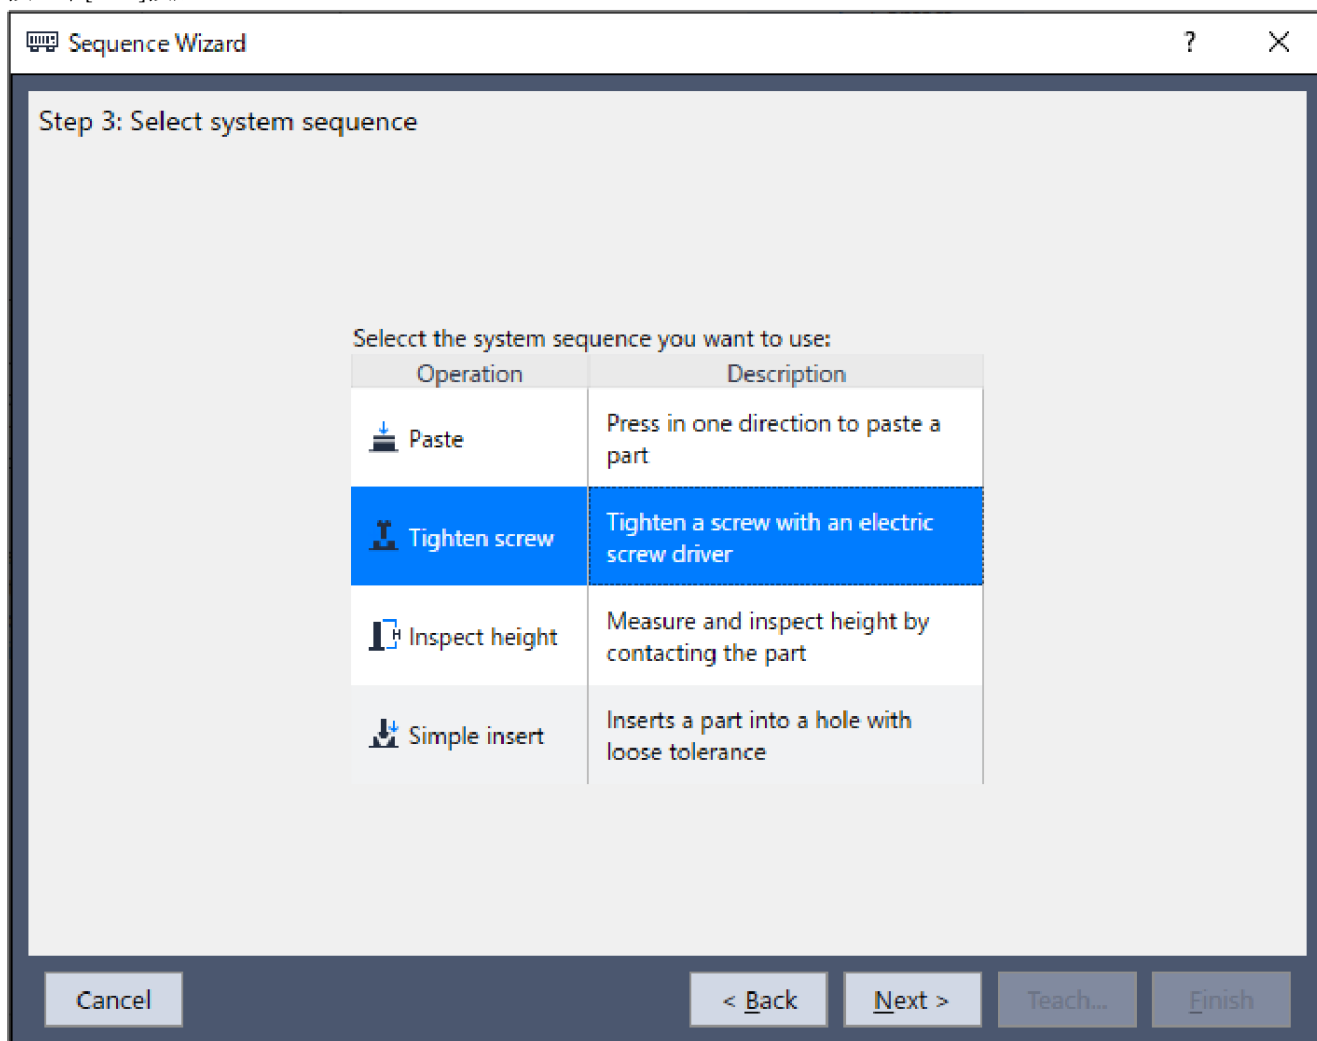 Sequence Wizard
?
Step 3: Select system sequence
Selecct the system sequence you want to use:
Operation Description
Paste
Press in one direction to paste a
part
Tighten screw
Tighten a screw with an electric
screw driver
Inspect height
Measure and inspect height by
contacting the part
Simple insert
Inserts a part into a hole with
loose tolerance
Cancel < Back Next > Teach... Finish